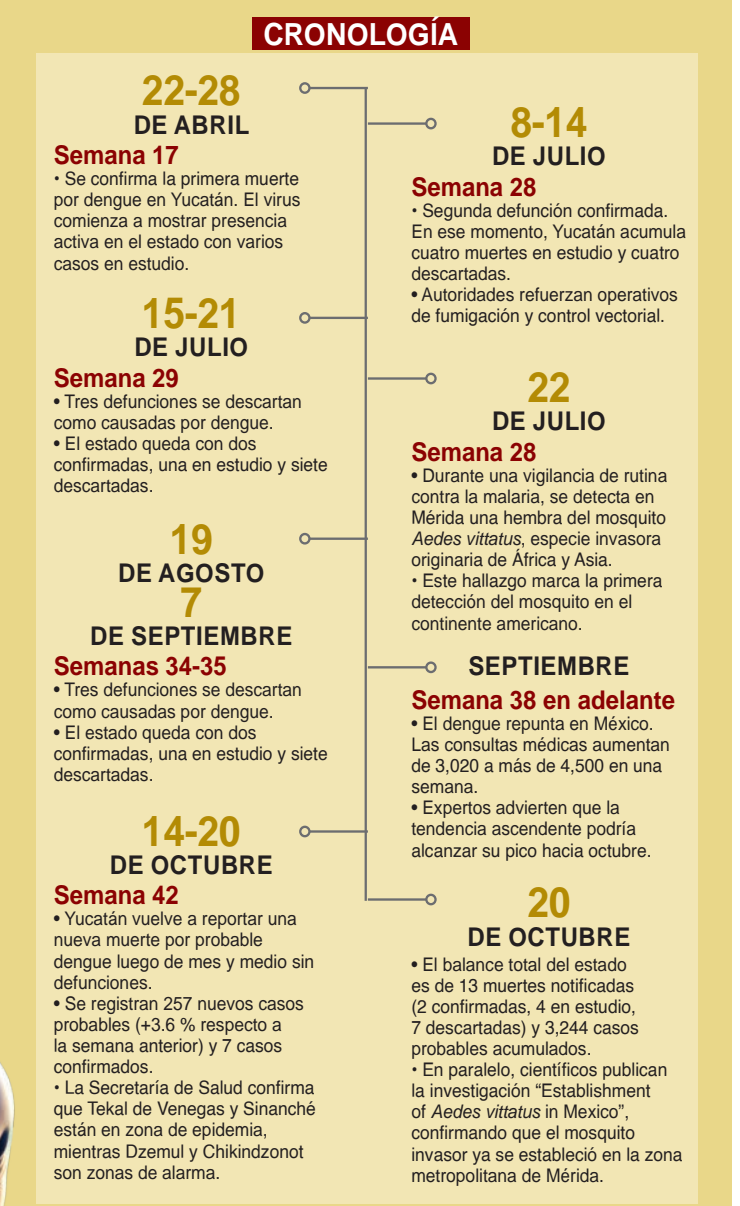 CRONOLOGÍA
22-28
DE ABRIL
Semana 17
• Se confirma la primera muerte
por dengue en Yucatán. El virus
comienza a mostrar presencia
activa en el estado con varios
casos en estudio.
8-14
DE JULIO
Semana 28
• Segunda defunción confirmada.
En ese momento, Yucatán acumula
cuatro muertes en estudio y cuatro
descartadas.
• Autoridades refuerzan operativos
de fumigación y control vectorial.
15-21
DE JULIO
Semana 29
• Tres defunciones se descartan
como causadas por dengue.
• El estado queda con dos
confirmadas, una en estudio y siete
descartadas.
22
DE JULIO
Semana 28
• Durante una vigilancia de rutina
contra la malaria, se detecta en
Mérida una hembra del mosquito
Aedes vittatus, especie invasora
originaria de África y Asia.
• Este hallazgo marca la primera
detección del mosquito en el
continente americano.
19
DE AGOSTO
7
DE SEPTIEMBRE
Semanas 34-35
• Tres defunciones se descartan
como causadas por dengue.
• El estado queda con dos
confirmadas, una en estudio y siete
descartadas.
SEPTIEMBRE
Semana 38 en adelante
• El dengue repunta en México.
Las consultas médicas aumentan
de 3,020 a más de 4,500 en una
semana.
• Expertos advierten que la
tendencia ascendente podría
alcanzar su pico hacia octubre.
14-20
DE OCTUBRE
Semana 42
• Yucatán vuelve a reportar una
nueva muerte por probable
dengue luego de mes y medio sin
defunciones.
• Se registran 257 nuevos casos
probables (+3.6 % respecto a
la semana anterior) y 7 casos
confirmados.
• La Secretaría de Salud confirma
que Tekal de Venegas y Sinanché
están en zona de epidemia,
mientras Dzemul y Chikindzonot
son zonas de alarma.
20
DE OCTUBRE
• El balance total del estado
es de 13 muertes notificadas
(2 confirmadas, 4 en estudio,
7 descartadas) y 3,244 casos
probables acumulados.
• En paralelo, científicos publican
la investigación “Establishment
of Aedes vittatus in Mexico”,
confirmando que el mosquito
invasor ya se estableció en la zona
metropolitana de Mérida.